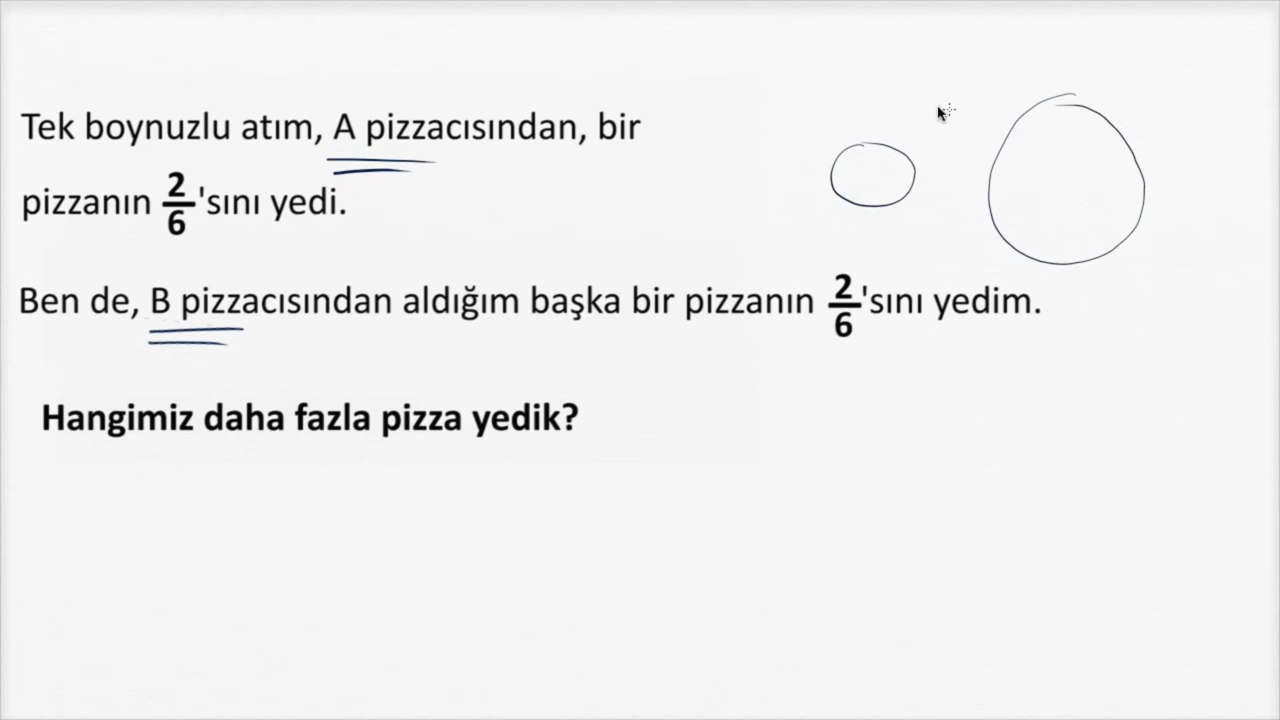 Tek boynuzlu atım, A pizzacısından, bir
pizzanın 2/6'sını yedi.
Ben de, B pizzacısından aldığım başka bir pizzanın 2/6'sını yedim.
Hangimiz daha fazla pizza yedik?